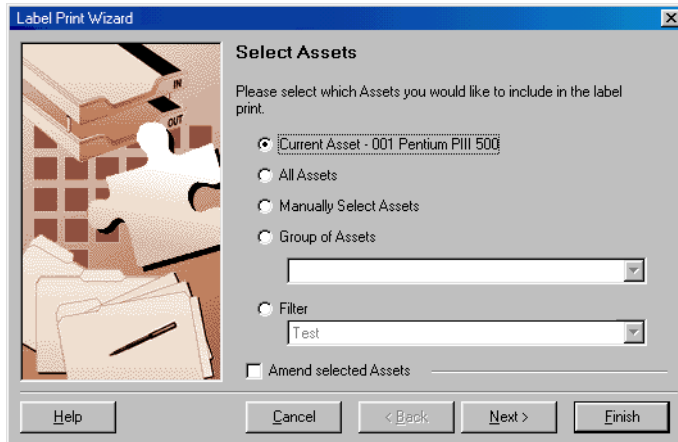 Label Print Wizard
IN
OUT
Select Assets
Please select which Assets you would like to include in the label
print.
Current Asset - 001 Pentium PIII 500
All Assets
Manually Select Assets
Group of Assets
Filter
Test
Amend selected Assets
Help
Cancel
< Back
Next >
Finish